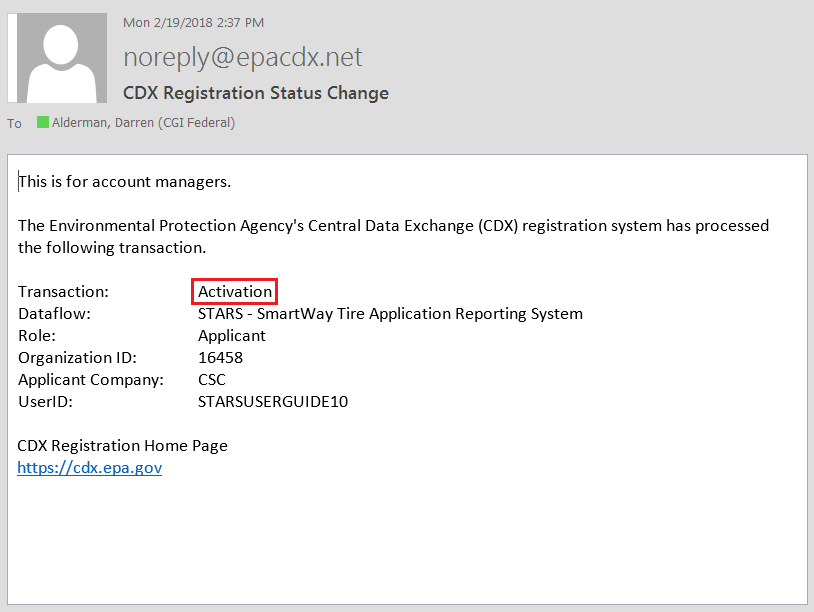 Mon 2/19/2018 2:37 PM
noreply@epacdx.net
CDX Registration Status Change
To Alderman, Darren (CGI Federal)
This is for account managers.
The Environmental Protection Agency's Central Data Exchange (CDX) registration system has processed
the following transaction.
Transaction: Activation
Dataflow: STARS - SmartWay Tire Application Reporting System
Role: Applicant
Organization ID: 16458
Applicant Company: CSC
UserID: STARSUSERGUIDE10
CDX Registration Home Page
https://cdx.epa.gov